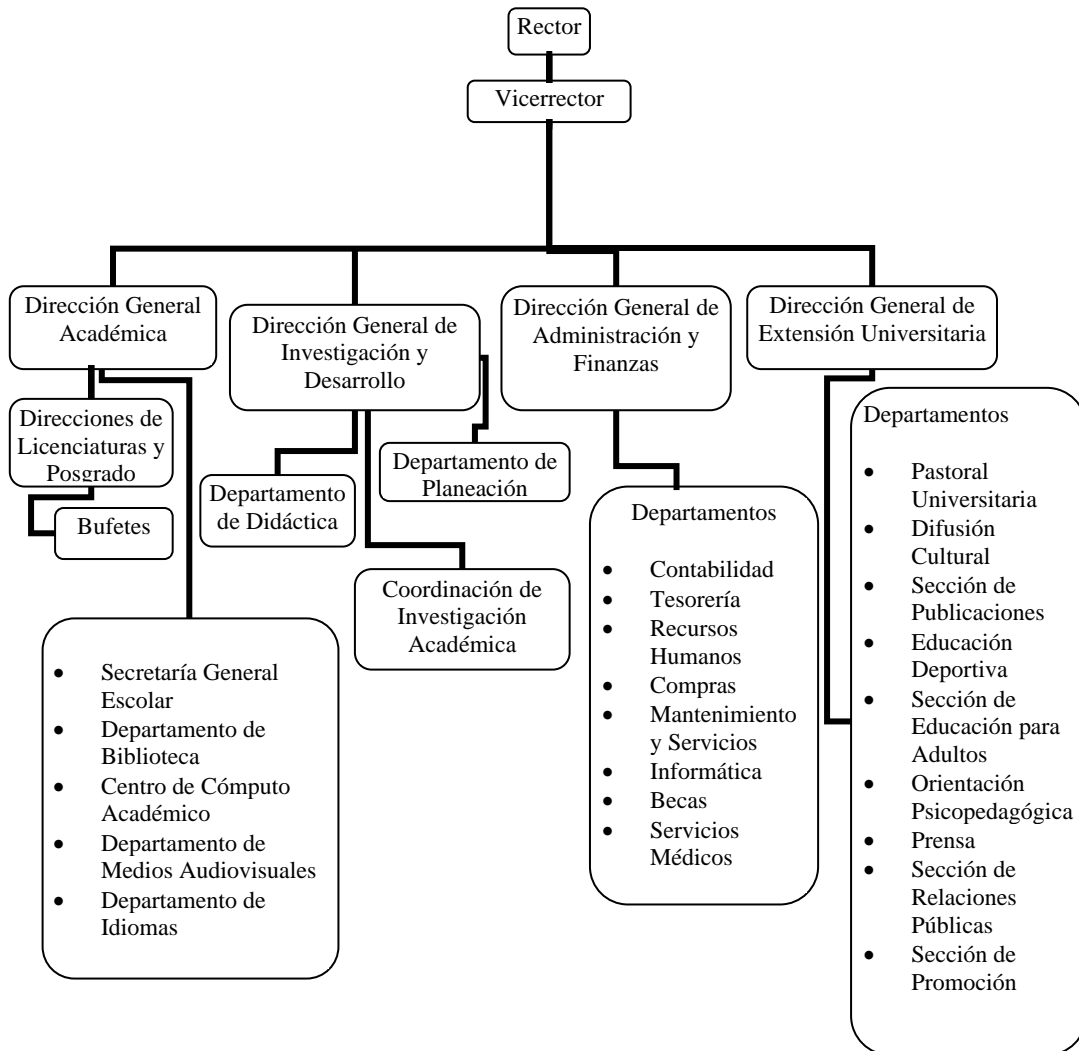 Rector
Vicerrector
Dirección General
Académica
Dirección General de
Investigación y
Desarrollo
Dirección General de
Administración y
Finanzas
Dirección General de
Extensión Universitaria
Direcciones de
Licenciaturas y
Posgrado
Bufetes
Departamento
de Didáctica
Departamento de
Planeación
Coordinación de
Investigación
Académica
• Secretaría General
Escolar
• Departamento de
Biblioteca
• Centro de Cómputo
Académico
• Departamento de
Medios Audiovisuales
• Departamento de
Idiomas
Departamentos
• Contabilidad
• Tesorería
• Recursos
Humanos
• Compras
• Mantenimiento
y Servicios
• Informática
• Becas
• Servicios
Médicos
Departamentos
• Pastoral
Universitaria
• Difusión
Cultural
• Sección de
Publicaciones
• Educación
Deportiva
• Sección de
Educación para
Adultos
• Orientación
Psicopedagógica
• Prensa
• Sección de
Relaciones
Públicas
• Sección de
Promoción